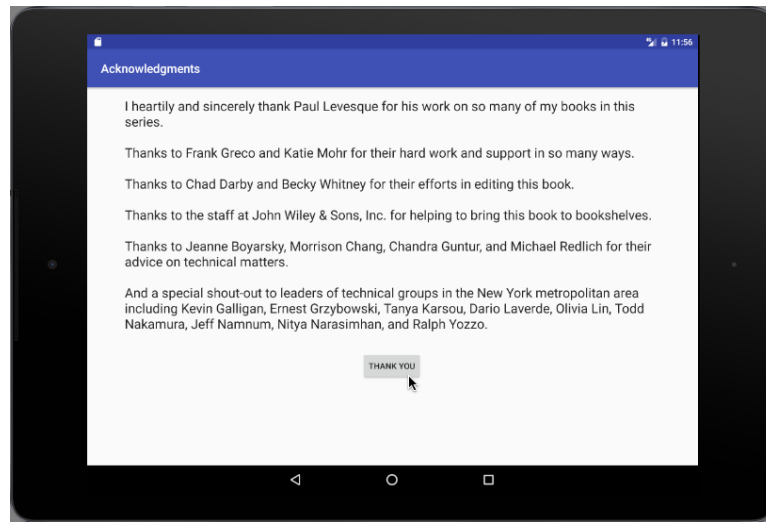 11:56
Acknowledgments
I heartily and sincerely thank Paul Levesque for his work on so many of my books in this
series.
Thanks to Frank Greco and Katie Mohr for their hard work and support in so many ways.
Thanks to Chad Darby and Becky Whitney for their efforts in editing this book.
Thanks to the staff at John Wiley & Sons, Inc. for helping to bring this book to bookshelves.
Thanks to Jeanne Boyarsky, Morrison Chang, Chandra Guntur, and Michael Redlich for their
advice on technical matters.
And a special shout-out to leaders of technical groups in the New York metropolitan area
including Kevin Galligan, Ernest Grzybowski, Tanya Karsou, Dario Laverde, Olivia Lin, Todd
Nakamura, Jeff Namnum, Nitya Narasimhan, and Ralph Yozzo.
THANK YOU